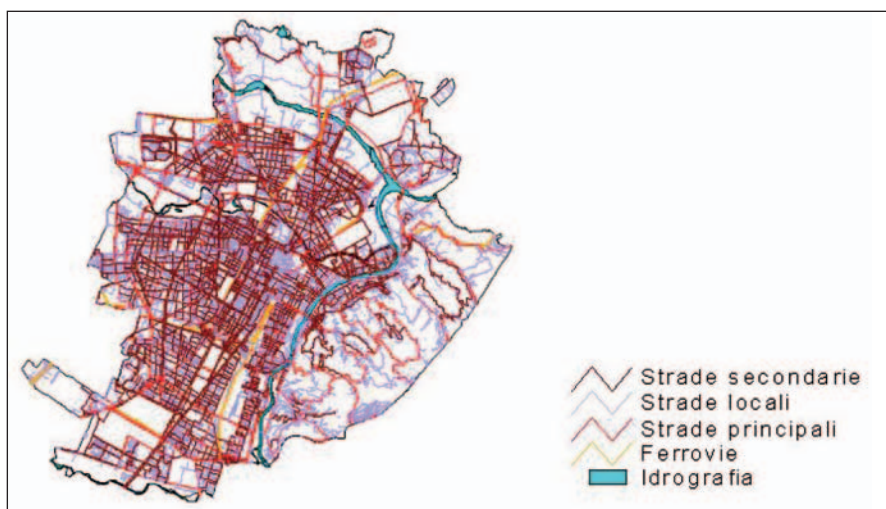 Strade secondarie
Strade locali
Strade principali
Ferrovie
Idrografia